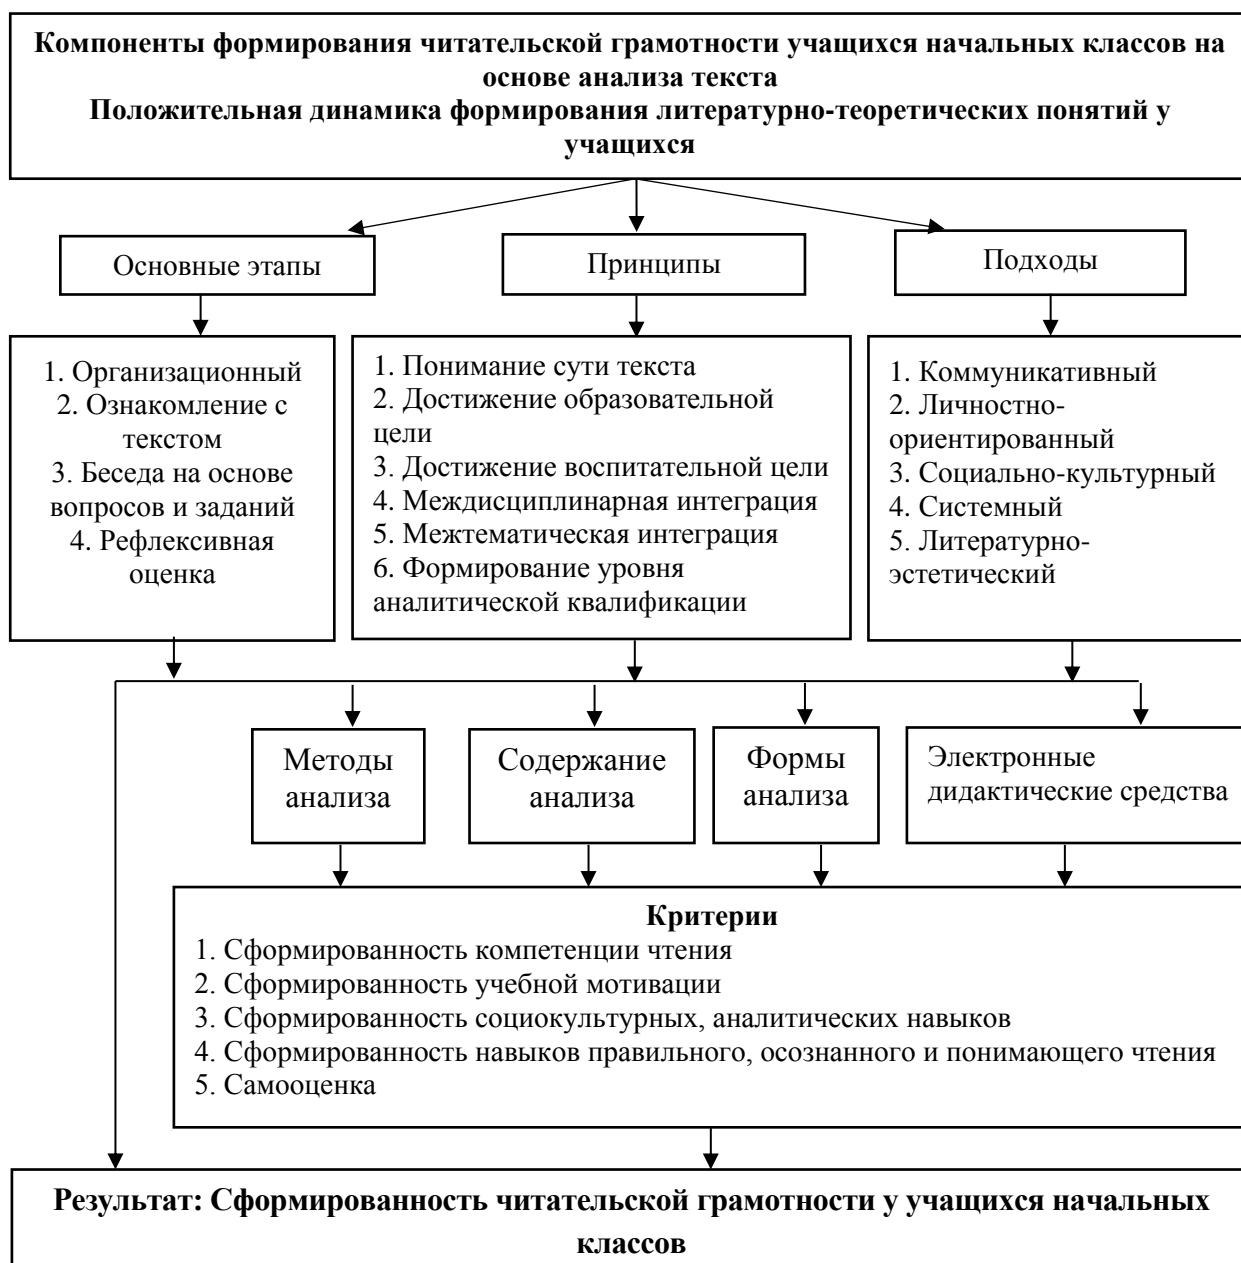 Компоненты формирования читательской грамотности учащихся начальных классов на
основе анализа текста
Положительная динамика формирования литературно-теоретических понятий у
учащихся
Основные этапы
Принципы
Подходы
1. Организационный
2. Ознакомление с
текстом
3. Беседа на основе
вопросов и заданий
4. Рефлексивная
оценка
1. Понимание сути текста
2. Достижение образовательной
цели
3. Достижение воспитательной цели
4. Междисциплинарная интеграция
5. Межтематическая интеграция
6. Формирование уровня
аналитической квалификации
1. Коммуникативный
2. Личностно-
ориентированный
3. Социально-культурный
4. Системный
5. Литературно-
эстетический
Методы
анализа
Содержание
анализа
Формы
анализа
Электронные
дидактические средства
Критерии
1. Сформированность компетенции чтения
2. Сформированность учебной мотивации
3. Сформированность социокультурных, аналитических навыков
4. Сформированность навыков правильного, осознанного и понимающего чтения
5. Самооценка
Результат: Сформированность читательской грамотности у учащихся начальных
классов